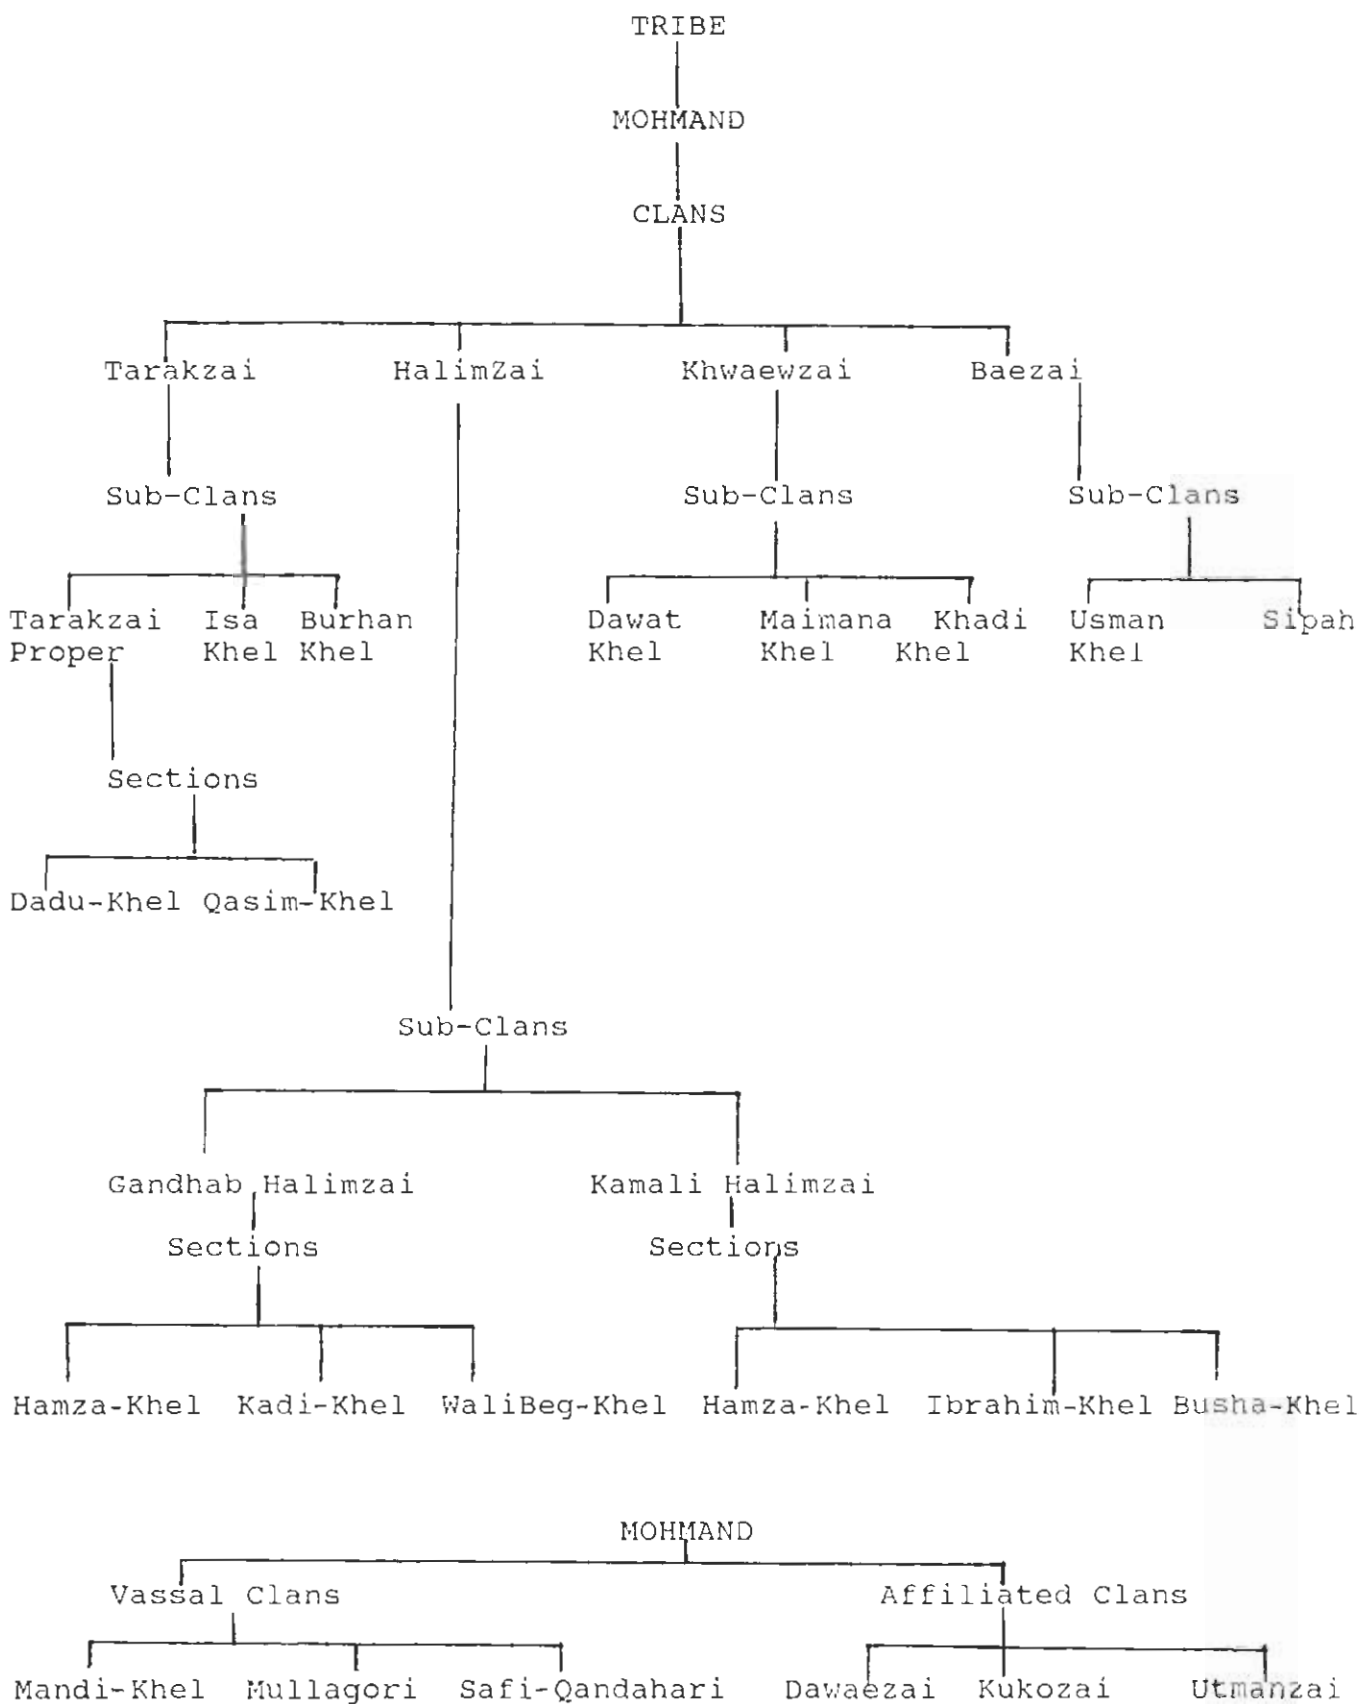 TRIBE
MOHMAND
CLANS
Tarakzai HalimZai Khwaewzai Baezai
Sub-Clans Sub-Clans Sub-Clans
Tarakzai Isa Burhan Dawat Maimana Khadi Usman Sipah
Proper Khel Khel Khel Khel Khel Khel
Sections
Dadu-Khel Qasim-Khel
Sub-Clans
Gandhab Halimzai Kamali Halimzai
Sections Sections
Hamza-Khel Kadi-Khel WaliBeg-Khel Hamza-Khel Ibrahim-Khel Busha-Khel
MOHMAND
Vassal Clans Affiliated Clans
Mandi-Khel Mullagori Safi-Qandahari Dawaezai Kukozai Utmanzai